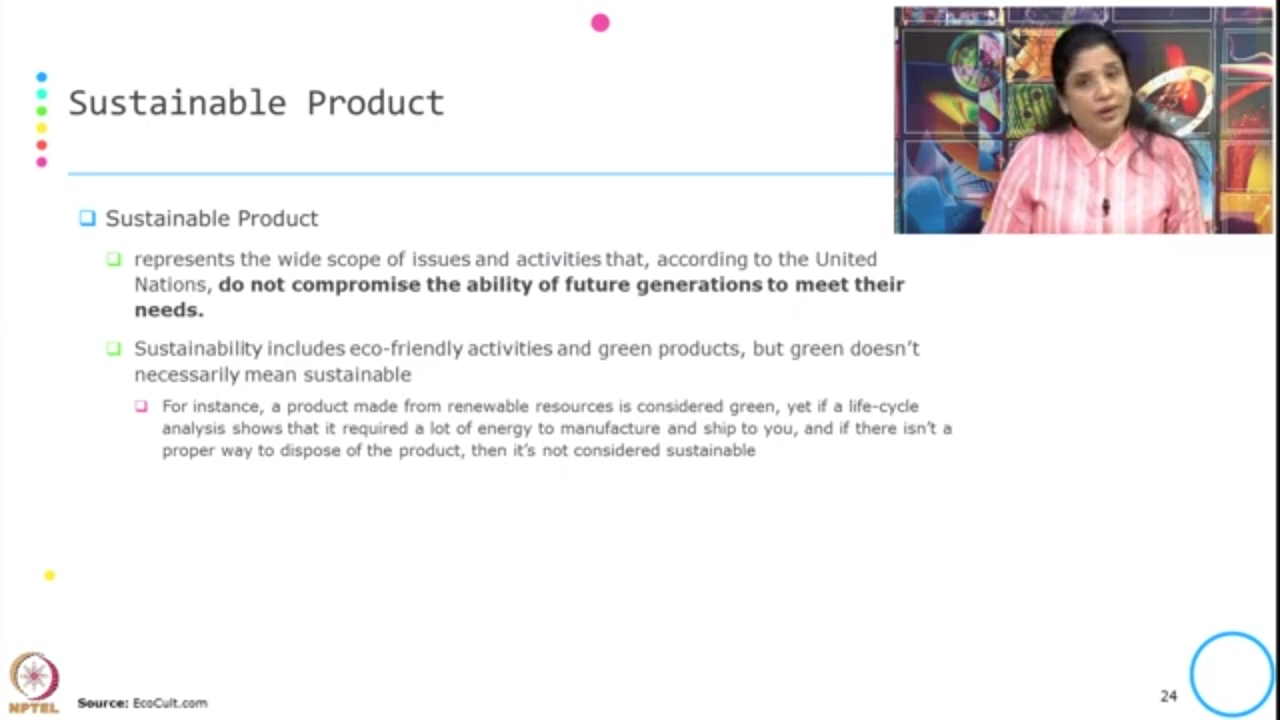 Sustainable Product
Sustainable Product
represents the wide scope of issues and activities that, according to the United
Nations, do not compromise the ability of future generations to meet their
needs.
Sustainability includes eco-friendly activities and green products, but green doesn't
necessarily mean sustainable
For instance, a product made from renewable resources is considered green, yet if a life-cycle
analysis shows that it required a lot of energy to manufacture and ship to you, and if there isn't a
proper way to dispose of the product, then it's not considered sustainable
NPTEL
Source: EcoCult.com
24